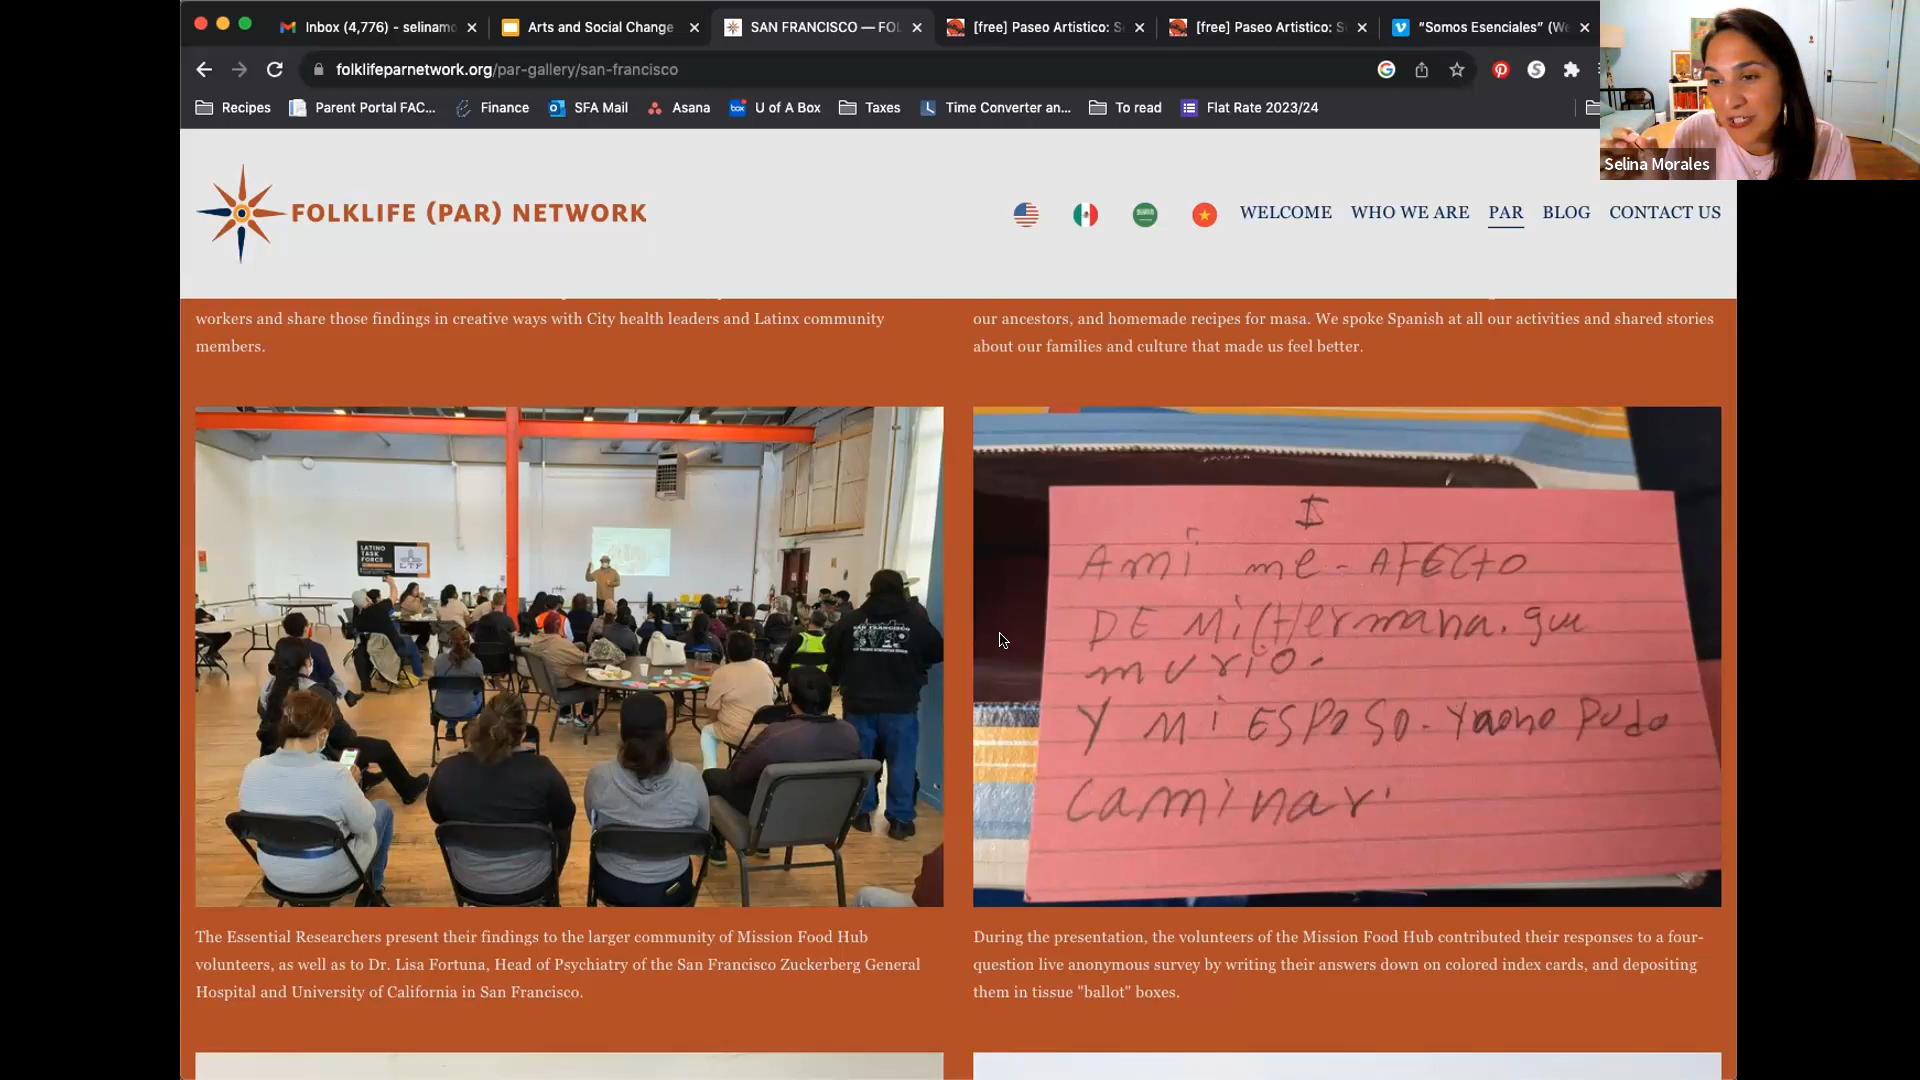 Inbox (4,776) - selinamo
Arts and Social Change
SAN FRANCISCO — FOL
[free] Paseo Artistico: S
[free] Paseo Artistico: S
"Somos Esenciales" (We
folklifeparnetwork.org/par-gallery/san-francisco
Recipes
Parent Portal FAC...
Finance
SFA Mail
Asana
U of A Box
Taxes
Time Converter an...
To read
Flat Rate 2023/24
Selina Morales
FOLKLIFE (PAR) NETWORK
WELCOME
WHO WE ARE
PAR
BLOG
CONTACT US
workers and share those findings in creative ways with City health leaders and Latinx community
members.
our ancestors, and homemade recipes for masa. We spoke Spanish at all our activities and shared stories
about our families and culture that made us feel better.
LATINO
TASK
FORCE
LTF
SAN FRANCISCO
Ami me - AFECto
DE Mi Hermana. que
murio.
Y Mi ESPOSO - Yaono Pudo
Caminar.
The Essential Researchers present their findings to the larger community of Mission Food Hub
volunteers, as well as to Dr. Lisa Fortuna, Head of Psychiatry of the San Francisco Zuckerberg General
Hospital and University of California in San Francisco.
During the presentation, the volunteers of the Mission Food Hub contributed their responses to a four-
question live anonymous survey by writing their answers down on colored index cards, and depositing
them in tissue "ballot" boxes.